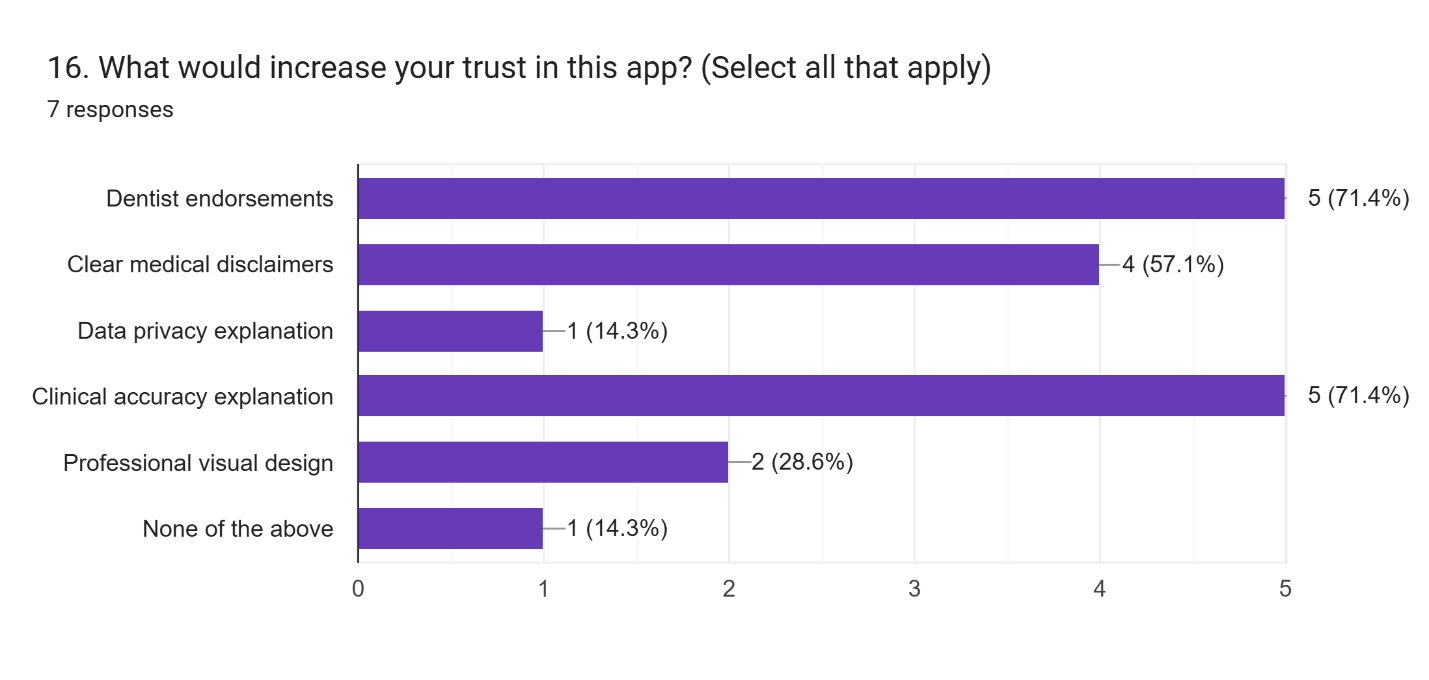 16. What would increase your trust in this app? (Select all that apply)
7 responses
Dentist endorsements 5 (71.4%)
Clear medical disclaimers 4 (57.1%)
Data privacy explanation 1 (14.3%)
Clinical accuracy explanation 5 (71.4%)
Professional visual design 2 (28.6%)
None of the above 1 (14.3%)
0 1 2 3 4 5